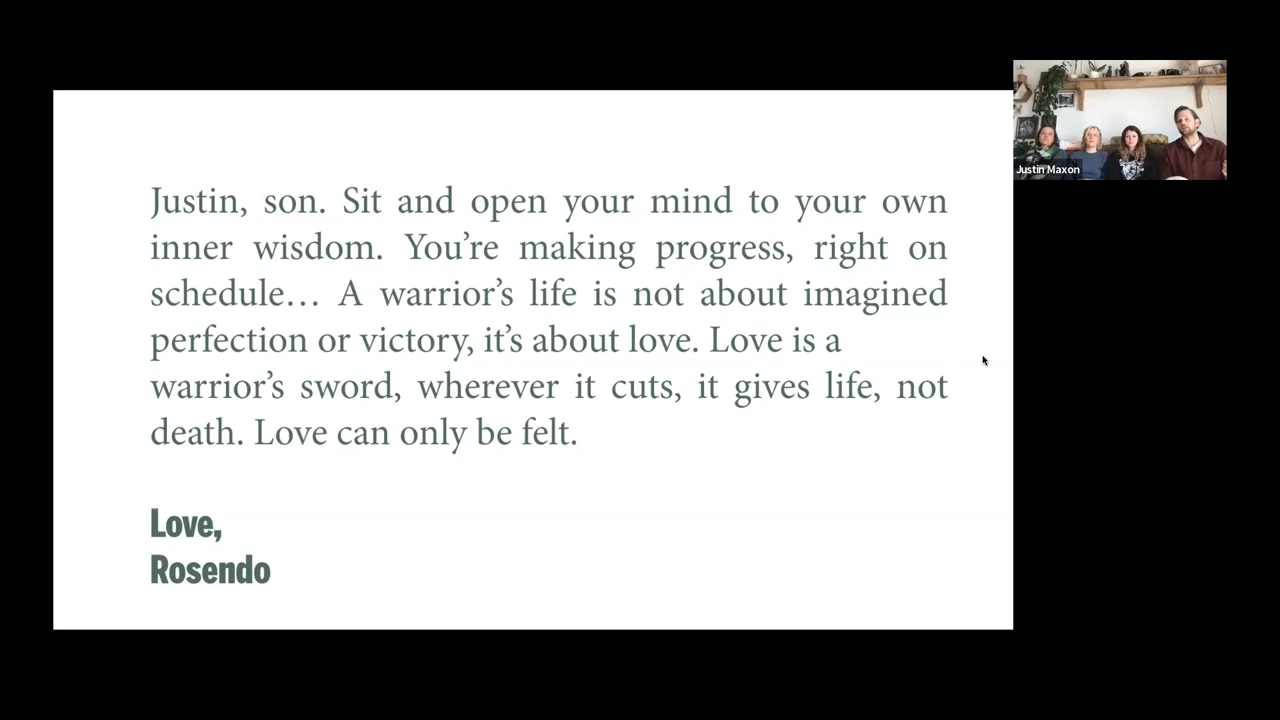 Justin, son. Sit and open your mind to your own
inner wisdom. You’re making progress, right on
schedule… A warrior’s life is not about imagined
perfection or victory, it’s about love. Love is a
warrior’s sword, wherever it cuts, it gives life, not
death. Love can only be felt.
Love,
Rosendo
Justin Maxon